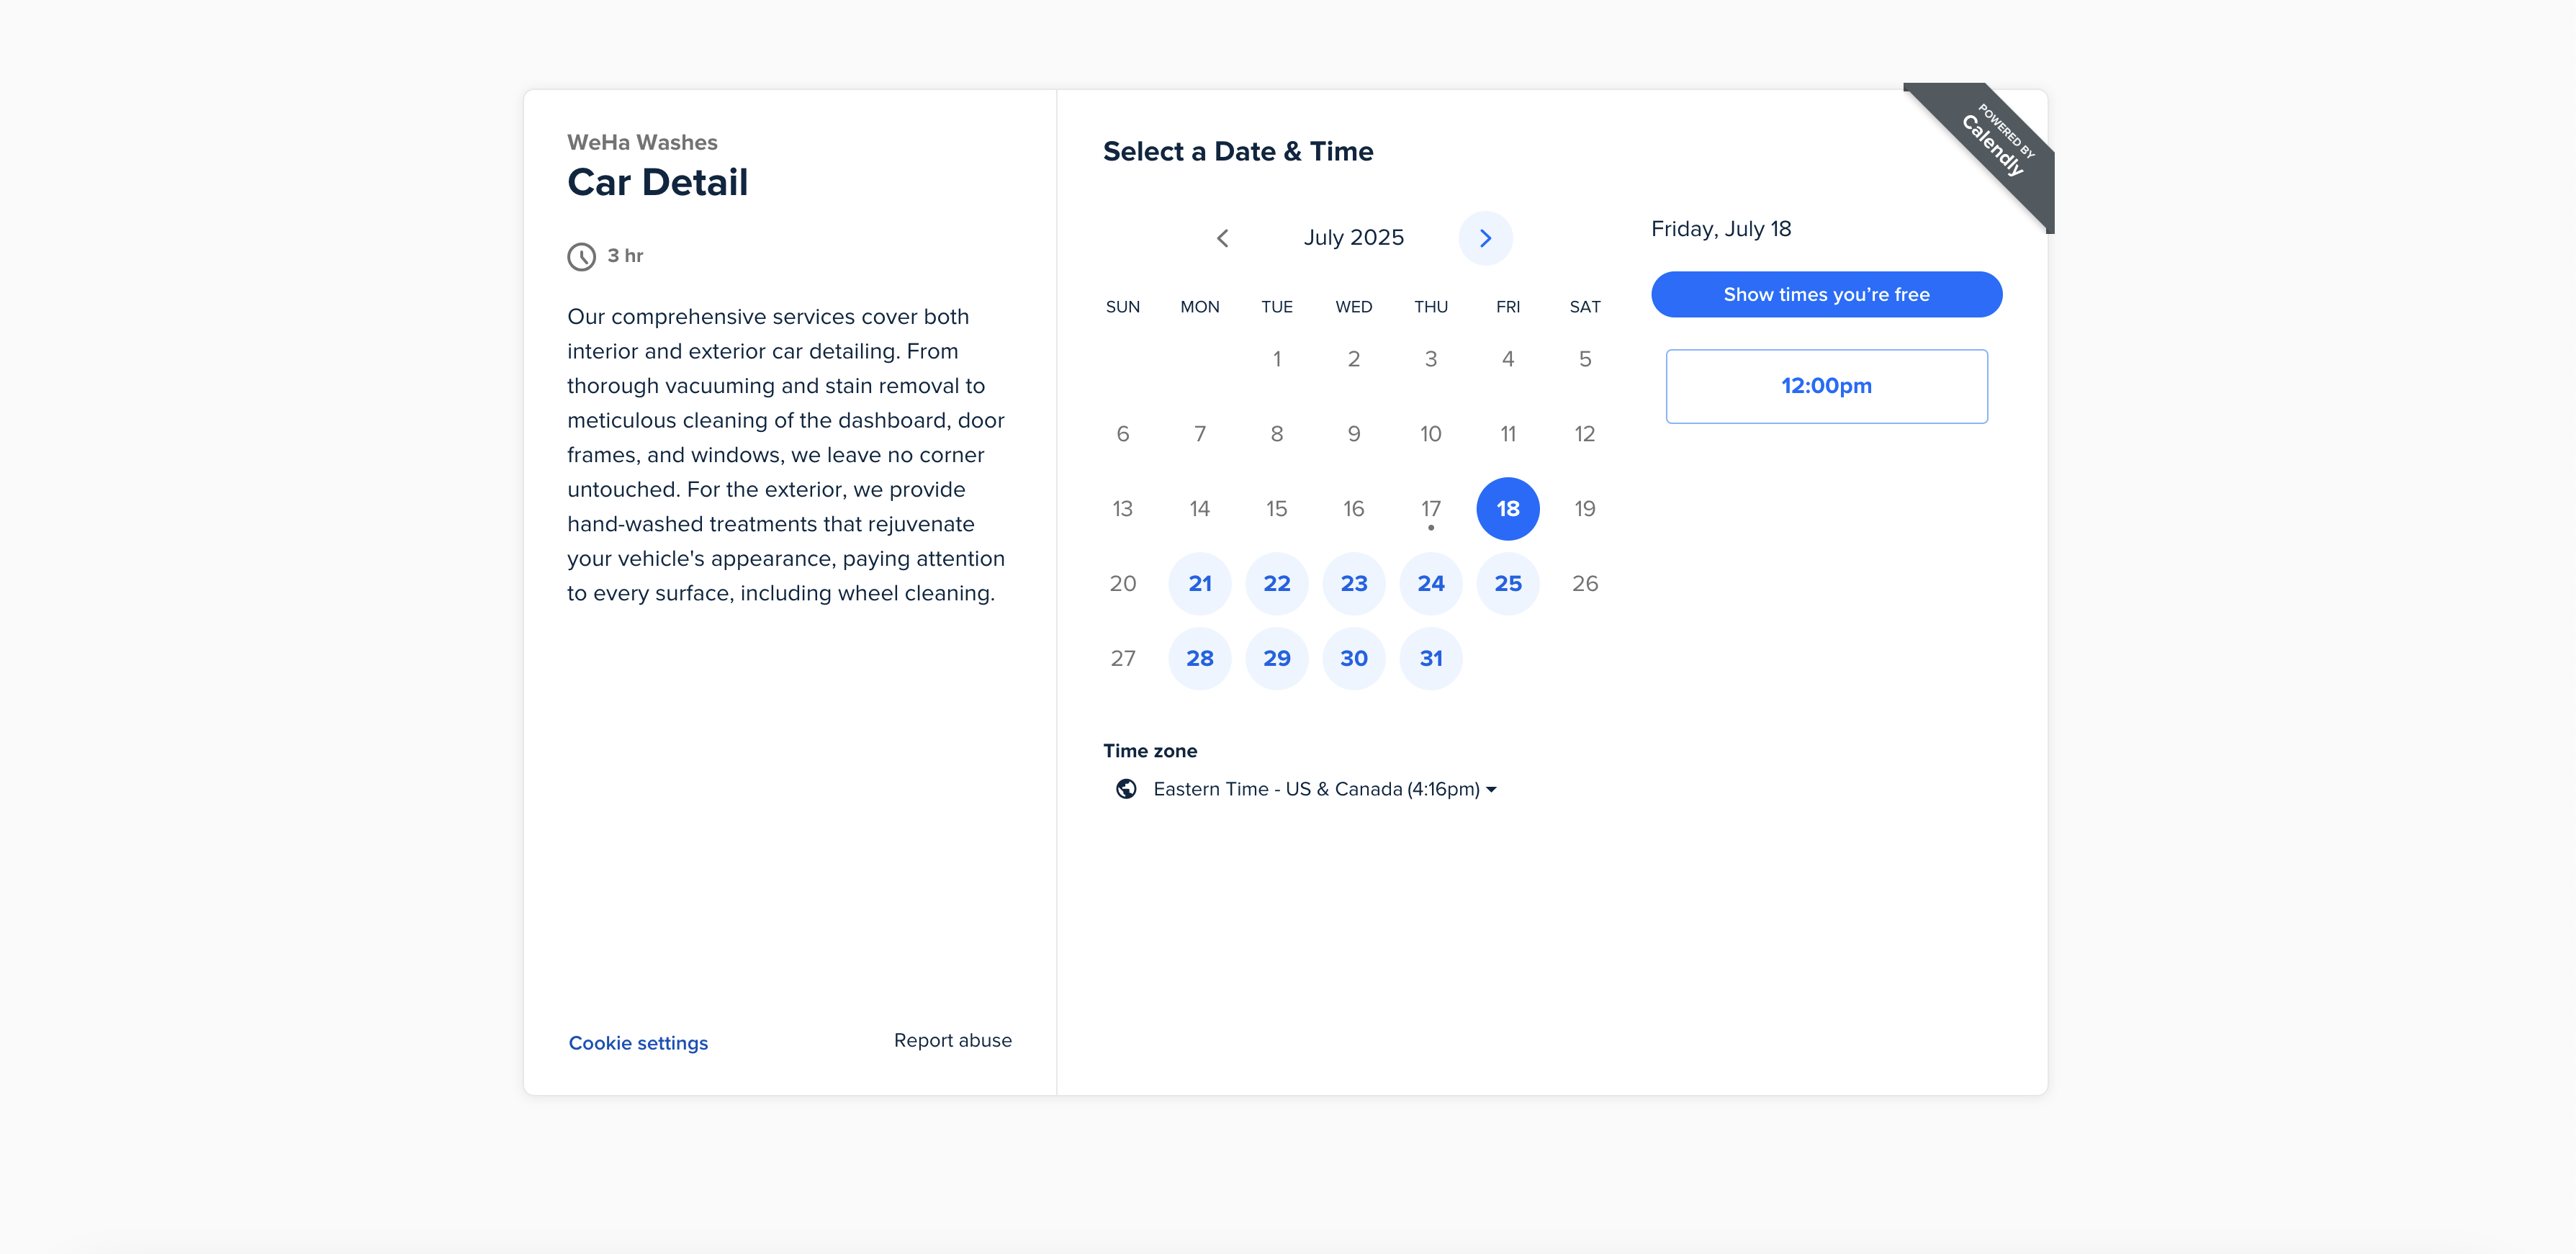 WeHa Washes
Car Detail
3 hr
Our comprehensive services cover both
interior and exterior car detailing. From
thorough vacuuming and stain removal to
meticulous cleaning of the dashboard, door
frames, and windows, we leave no corner
untouched. For the exterior, we provide
hand-washed treatments that rejuvenate
your vehicle's appearance, paying attention
to every surface, including wheel cleaning.
Cookie settings
Report abuse
Select a Date & Time
July 2025
SUN MON TUE WED THU FRI SAT
1 2 3 4 5
6 7 8 9 10 11 12
13 14 15 16 17 18 19
20 21 22 23 24 25 26
27 28 29 30 31
Time zone
Eastern Time - US & Canada (4:16pm)
Friday, July 18
Show times you’re free
12:00pm
POWERED BY
Calendly